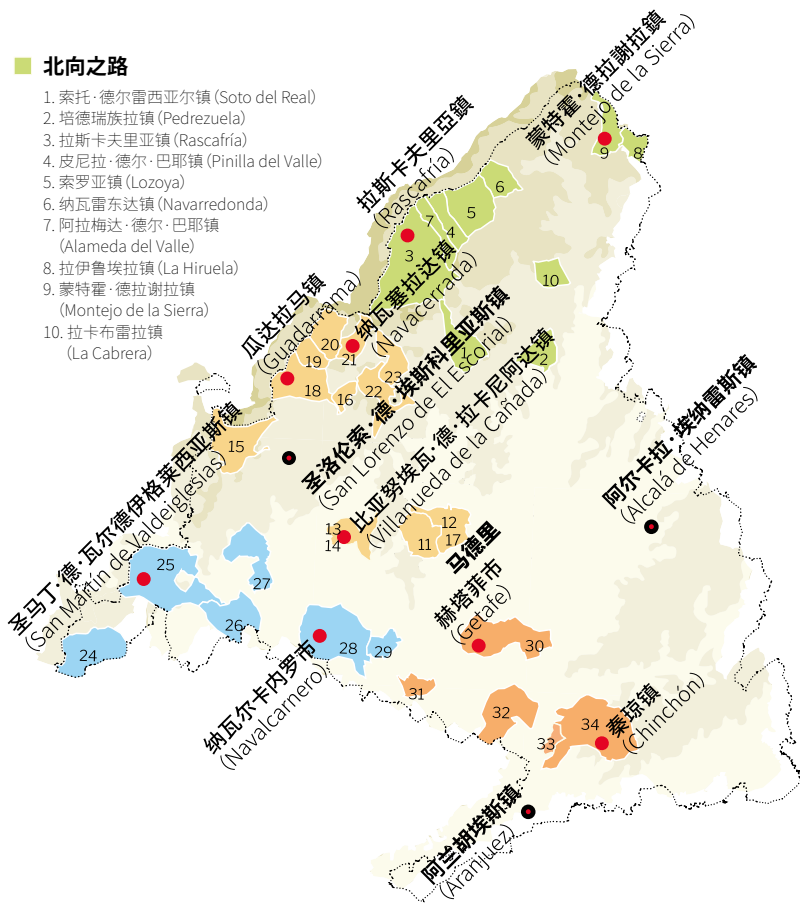 北向之路
1. 索托·德尔雷西亚尔镇 (Soto del Real)
2. 培德瑞族拉镇 (Pedrezuela)
3. 拉斯卡夫里亚镇 (Rascafría)
4. 皮尼拉·德尔·巴耶镇 (Pinilla del Valle)
5. 索罗亚镇 (Lozoya)
6. 纳瓦雷东达镇 (Navarredonda)
7. 阿拉梅达·德尔·巴耶镇
(Alameda del Valle)
8. 拉伊鲁埃拉镇 (La Hiruela)
9. 蒙特霍·德拉谢拉镇
(Montejo de la Sierra)
10. 拉卡布雷拉镇
(La Cabrera)
蒙特霍·德拉謝拉鎮
(Montejo de la Sierra)
9
8
拉斯卡夫里亞鎮
(Rascafría)
6
5
7
4
3
10
纳瓦塞拉达镇
(Navacerrada)
瓜达拉马镇
(Guadarrama)
1
2
20
21
19
18
16
22
23
圣洛伦索·德·埃斯科里亚斯镇
(San Lorenzo de El Escorial)
比亚努埃瓦·德·拉卡尼阿达镇
(Villanueda de la Cañada)
阿尔卡拉·埃纳雷斯镇
(Alcalá de Henares)
15
圣马丁·德·瓦尔德伊格莱西亚斯镇
(San Martín de Valdeiglesias)
13
14
12
11
17
马德里
25
27
26
24
赫塔菲市
(Getafe)
30
28
29
纳瓦尔卡内罗市
(Navalcarnero)
31
32
33
34
秦琼镇
(Chinchón)
阿兰胡埃斯镇
(Aranjuez)